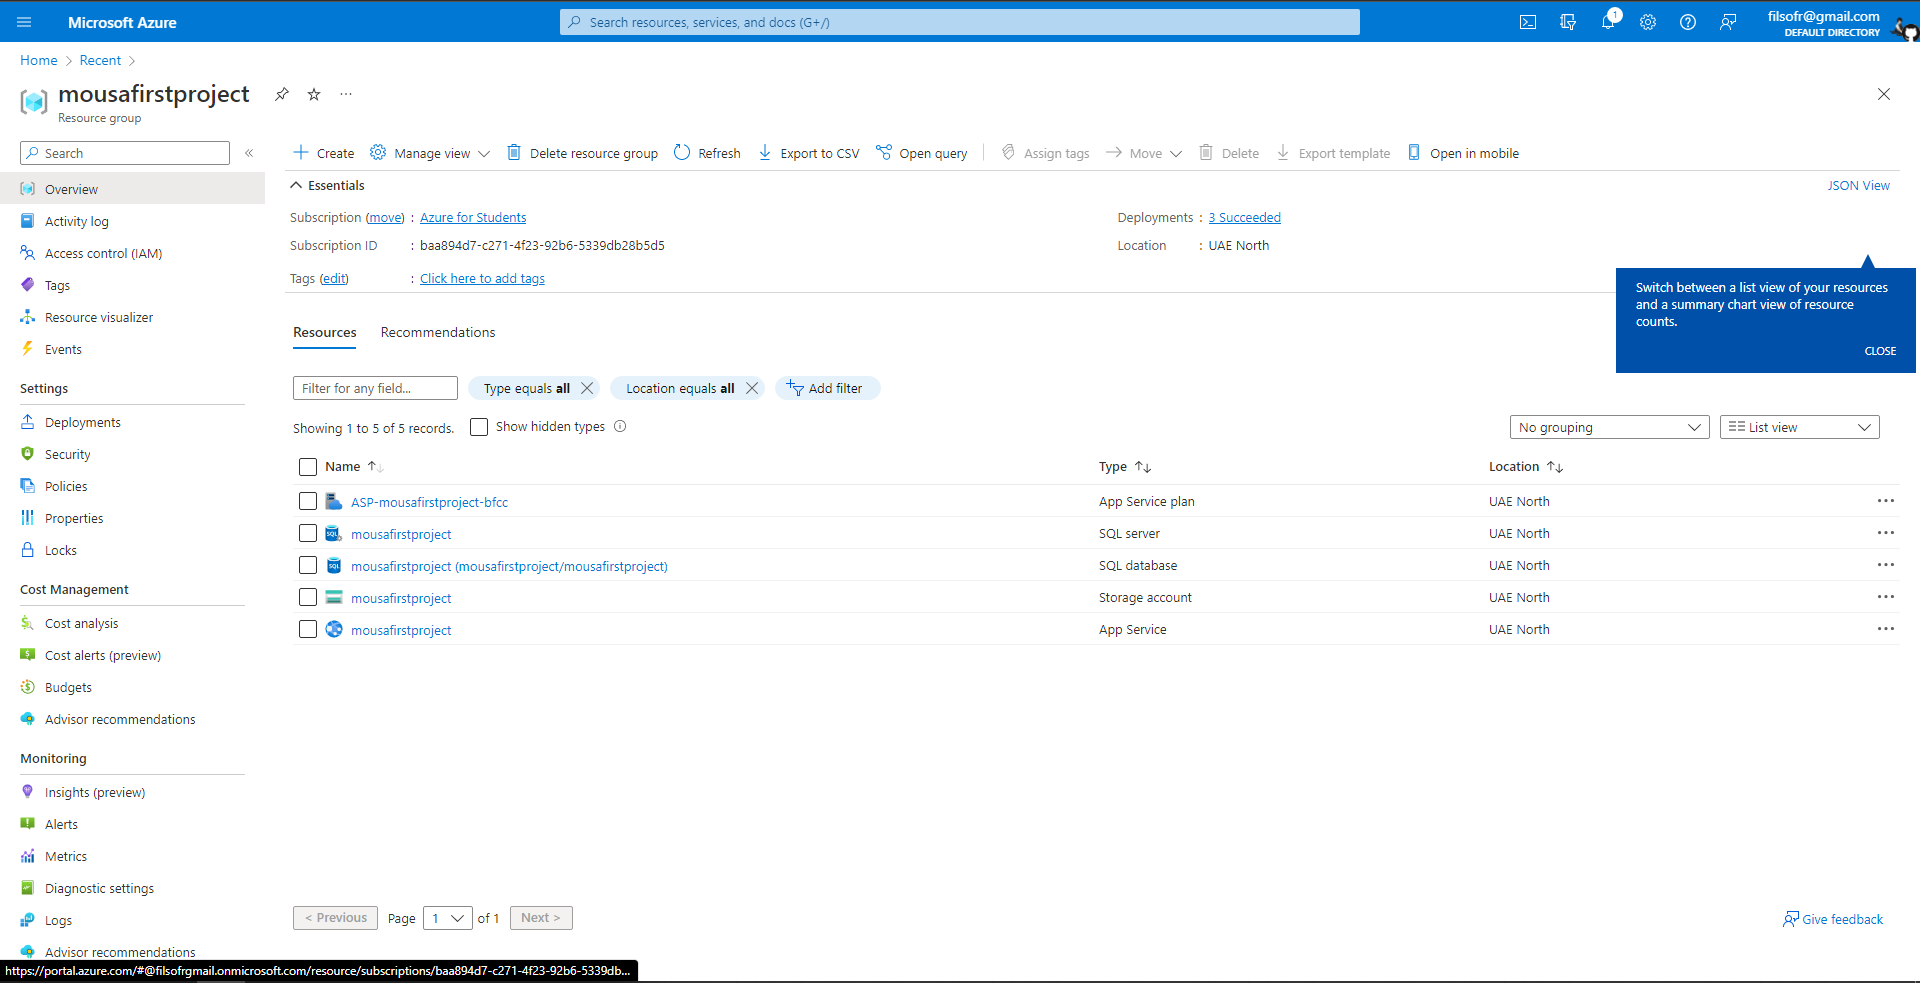 Microsoft Azure
Search resources, services, and docs (G+/)
1
filsofr@gmail.com
DEFAULT DIRECTORY
Home > Recent >
mousafirstproject
Resource group
Search
Create
Manage view
Delete resource group
Refresh
Export to CSV
Open query
Assign tags
Move
Delete
Export template
Open in mobile
Overview
Activity log
Access control (IAM)
Tags
Resource visualizer
Events
Settings
Deployments
Security
Policies
Properties
Locks
Cost Management
Cost analysis
Cost alerts (preview)
Budgets
Advisor recommendations
Monitoring
Insights (preview)
Alerts
Metrics
Diagnostic settings
Logs
Advisor recommendations
Essentials
JSON View
Subscription (move) : Azure for Students
Deployments : 3 Succeeded
Subscription ID : baa894d7-c271-4f23-92b6-5339db28b5d5
Location : UAE North
Tags (edit) : Click here to add tags
Switch between a list view of your resources
and a summary chart view of resource
counts.
CLOSE
Resources Recommendations
Filter for any field...
Type equals all
Location equals all
Add filter
Showing 1 to 5 of 5 records.
Show hidden types
No grouping
List view
Name Type Location
ASP-mousafirstproject-bfcc App Service plan UAE North
mousafirstproject SQL server UAE North
mousafirstproject (mousafirstproject/mousafirstproject) SQL database UAE North
mousafirstproject Storage account UAE North
mousafirstproject App Service UAE North
< Previous Page 1 of 1 Next >
Give feedback
https://portal.azure.com/#@filsofrgmail.onmicrosoft.com/resource/subscriptions/baa894d7-c271-4f23-92b6-5339db...